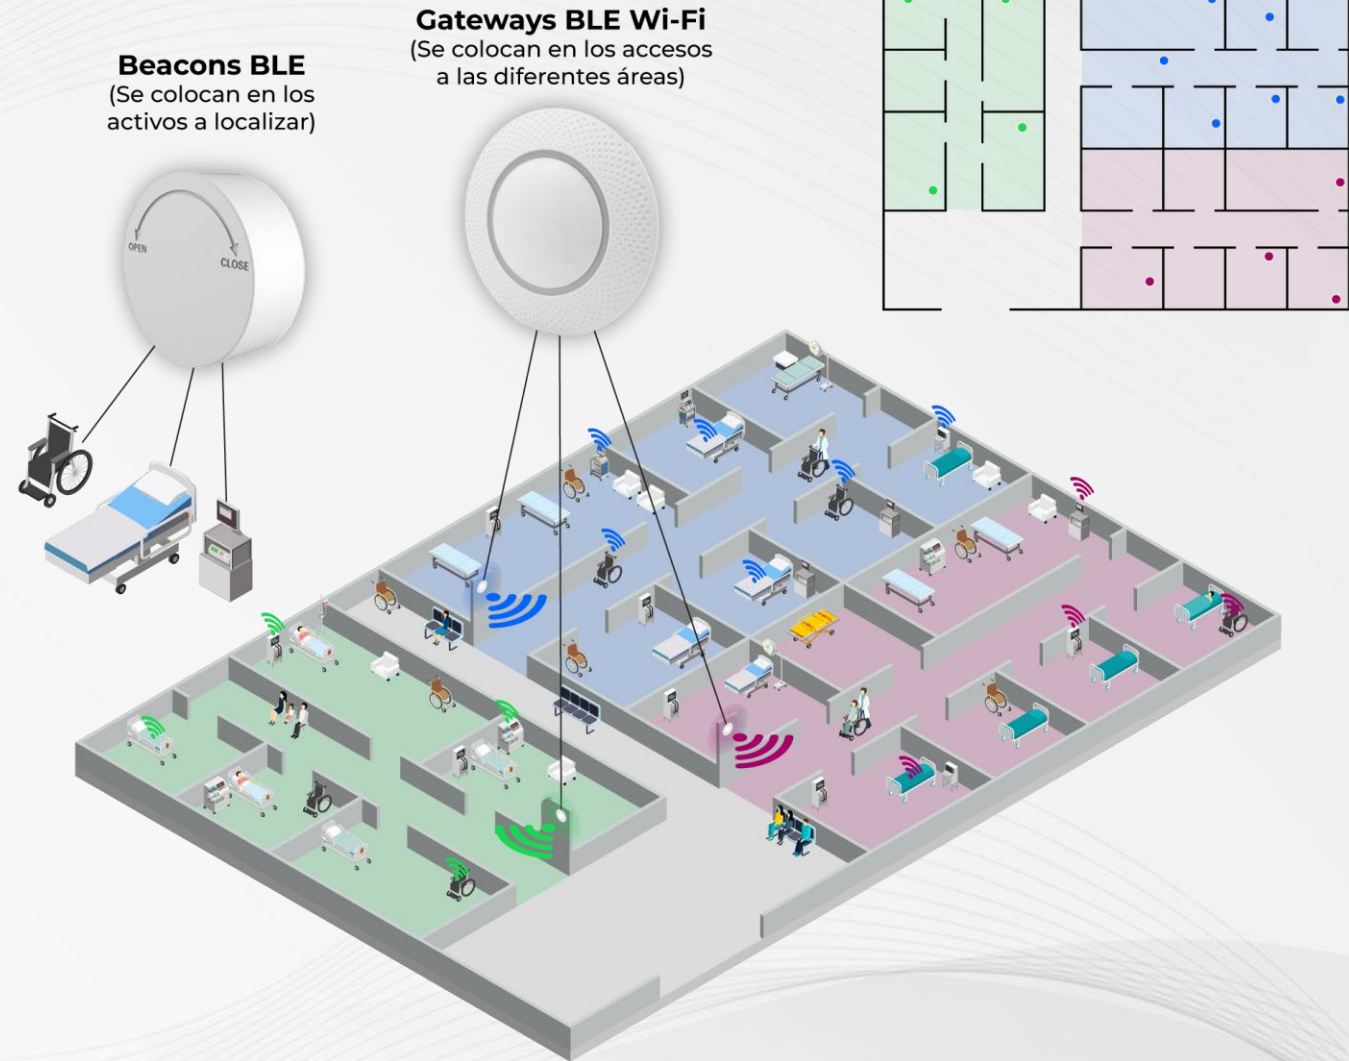 Gateways BLE Wi-Fi
(Se colocan en los accesos
a las diferentes áreas)
Beacons BLE
(Se colocan en los
activos a localizar)
OPEN
CLOSE